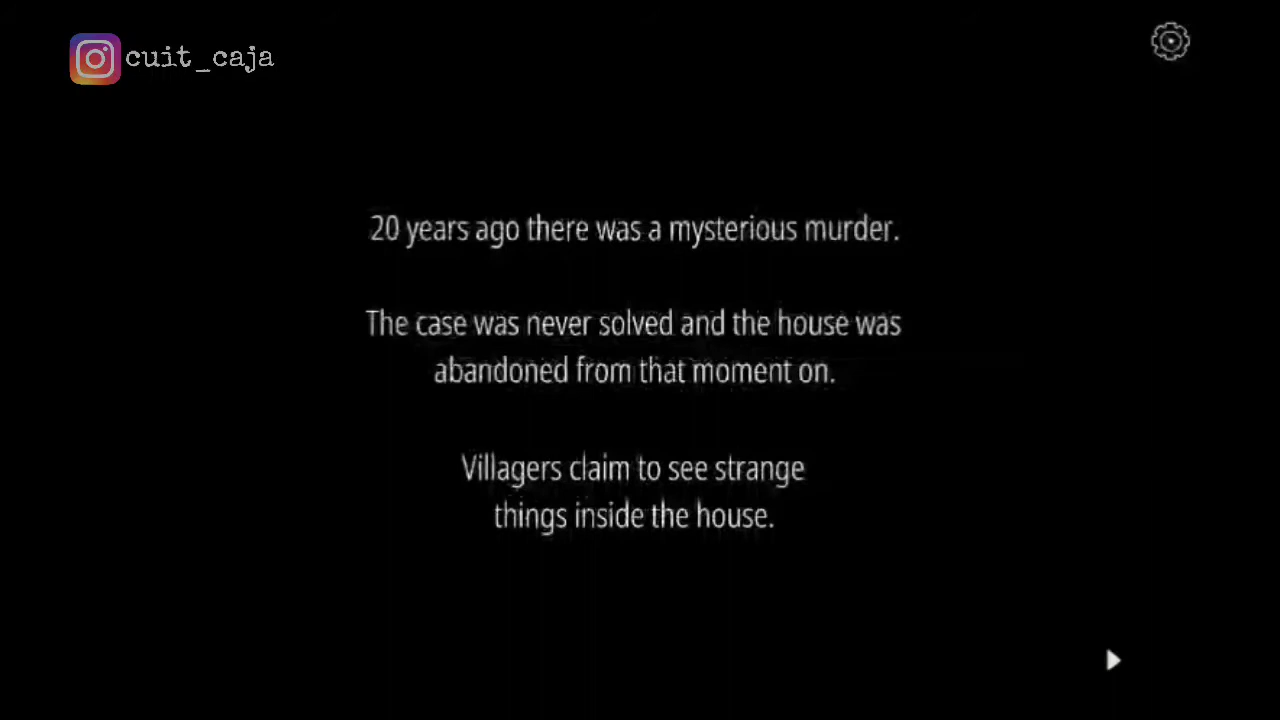 cuit_caja
20 years ago there was a mysterious murder.
The case was never solved and the house was
abandoned from that moment on.
Villagers claim to see strange
things inside the house.